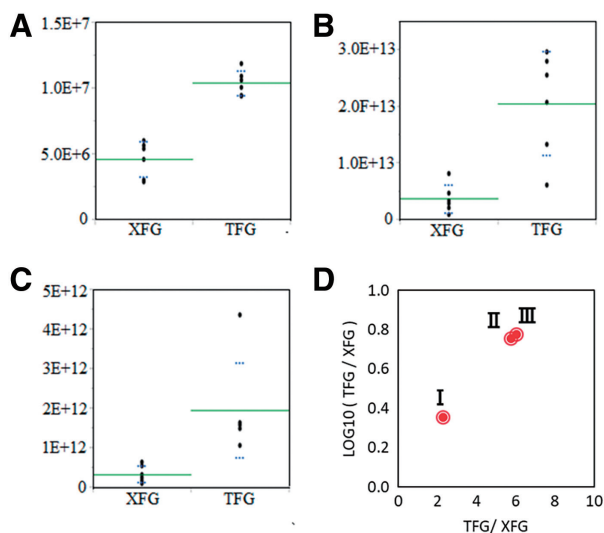 A
1.5E+7
1.0E+7
5.0E+6
0
XFG TFG
B
3.0E+13
2.0F+13
1.0E+13
0
XFG TFG
C
5E+12
4E+12
3E+12
2E+12
1E+12
0
XFG TFG
D
LOG10 ( TFG / XFG )
1.0
0.8
0.6
0.4
0.2
0.0
I
II
III
0 2 4 6 8 10
TFG/ XFG